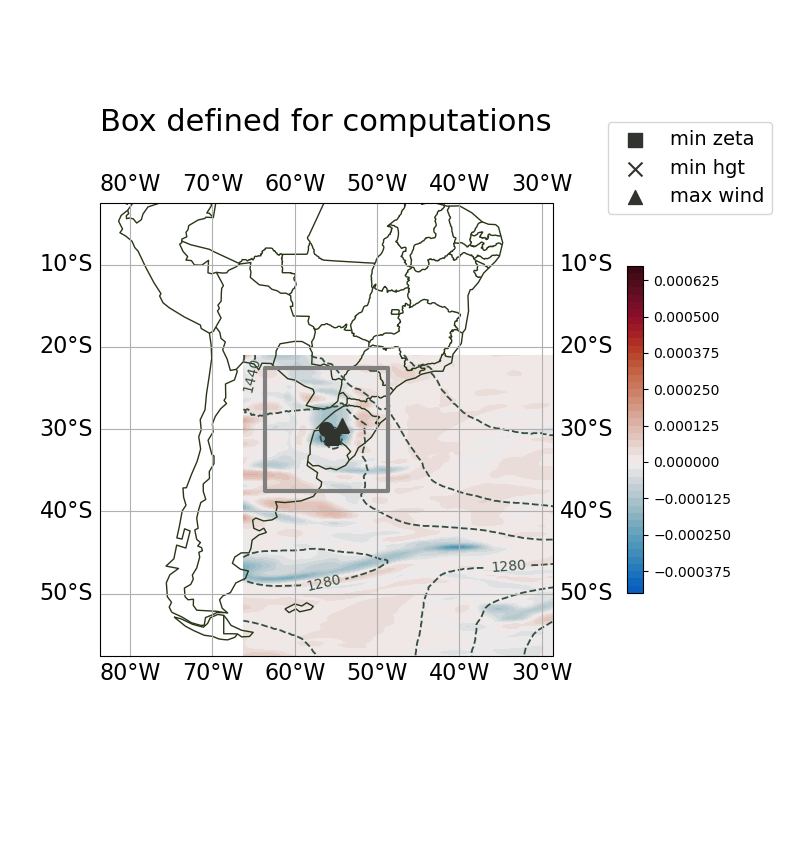 Box defined for computations
min zeta
min hgt
max wind
80°W 70°W 60°W 50°W 40°W 30°W
10°S 10°S
20°S 20°S
30°S 30°S
40°S 40°S
50°S 50°S
1440
1280
1280
80°W 70°W 60°W 50°W 40°W 30°W
0.000625
0.000500
0.000375
0.000250
0.000125
0.000000
−0.000125
−0.000250
−0.000375